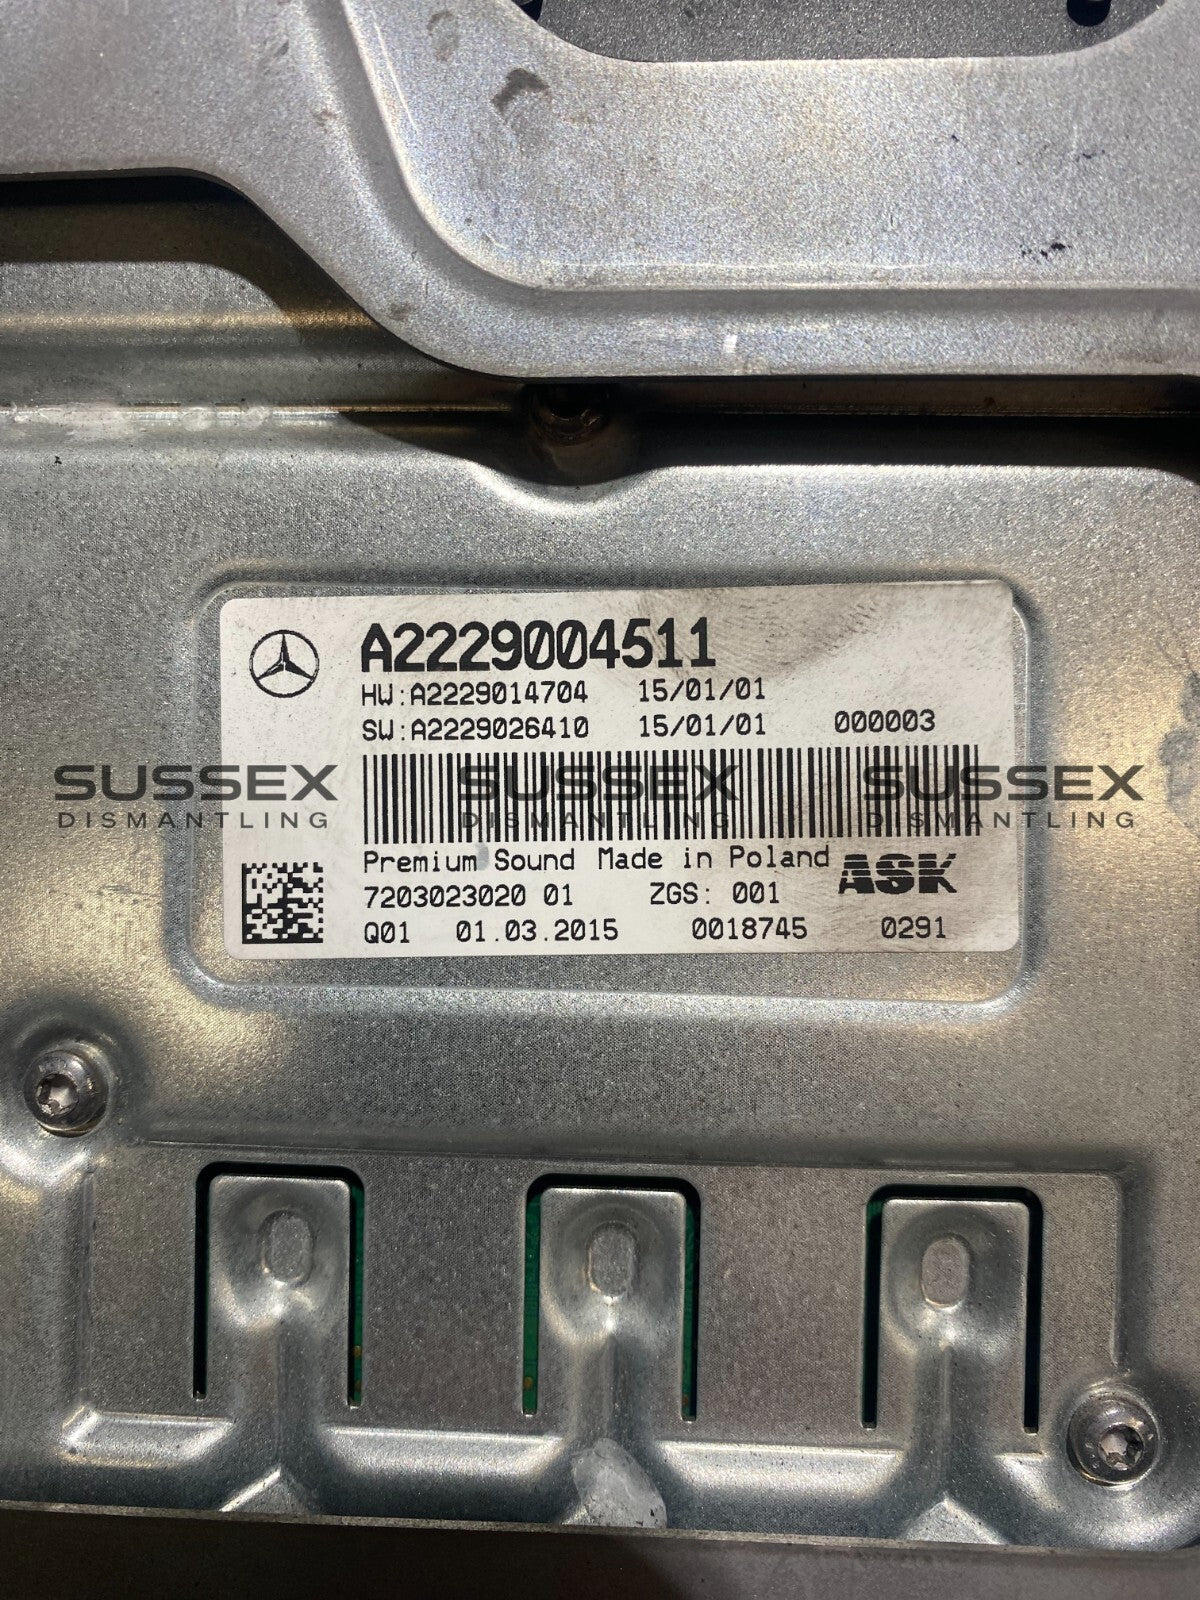 A2229004511
HW:A2229014704 15/01/01
SW:A2229026410 15/01/01 000003
SUSSEX SUSSEX SUSSEX
DISMANTLING DISMANTLING DISMANTLING
Premium Sound Made in Poland ASK
7203023020 01 ZGS: 001
Q01 01.03.2015 0018745 0291